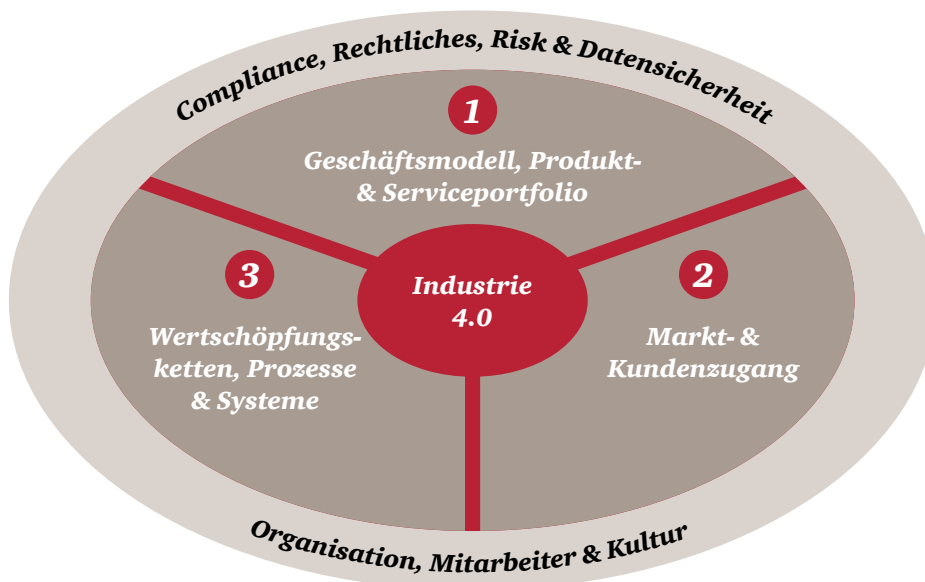 Compliance, Rechtliches, Risk & Datensicherheit
1
Geschäftsmodell, Produkt-
& Serviceportfolio
3
2
Industrie
4.0
Wertschöpfungs-
ketten, Prozesse
& Systeme
Markt- &
Kundenzugang
Organisation, Mitarbeiter & Kultur